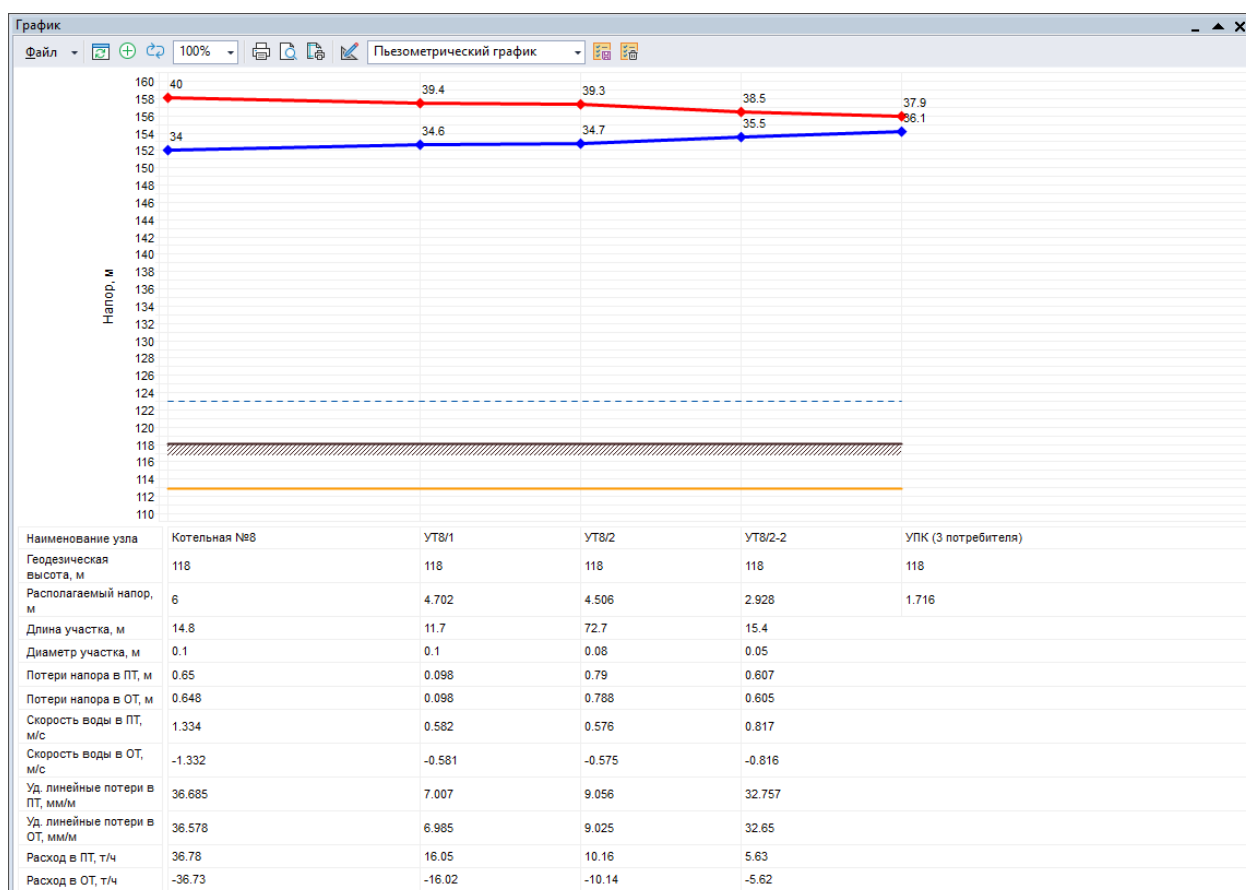 График
Файл 100% Пьезометрический график
160 40 39.4 39.3 38.5 37.9
158
156 36.1
154 34 34.6 34.7 35.5
152
150
148
146
144
142
140
138
136
134
132
130
128
126
124
122
120
118
116
114
112
110
Напор, м
Наименование узла Котельная №8 УТ8/1 УТ8/2 УТ8/2-2 УПК (3 потребителя)
Геодезическая
высота, м 118 118 118 118 118
Располагаемый напор,
м 6 4.702 4.506 2.928 1.716
Длина участка, м 14.8 11.7 72.7 15.4
Диаметр участка, м 0.1 0.1 0.08 0.05
Потери напора в ПТ, м 0.65 0.098 0.79 0.607
Потери напора в ОТ, м 0.648 0.098 0.788 0.605
Скорость воды в ПТ,
м/с 1.334 0.582 0.576 0.817
Скорость воды в ОТ,
м/с -1.332 -0.581 -0.575 -0.816
Уд. линейные потери в
ПТ, мм/м 36.685 7.007 9.056 32.757
Уд. линейные потери в
ОТ, мм/м 36.578 6.985 9.025 32.65
Расход в ПТ, т/ч 36.78 16.05 10.16 5.63
Расход в ОТ, т/ч -36.73 -16.02 -10.14 -5.62